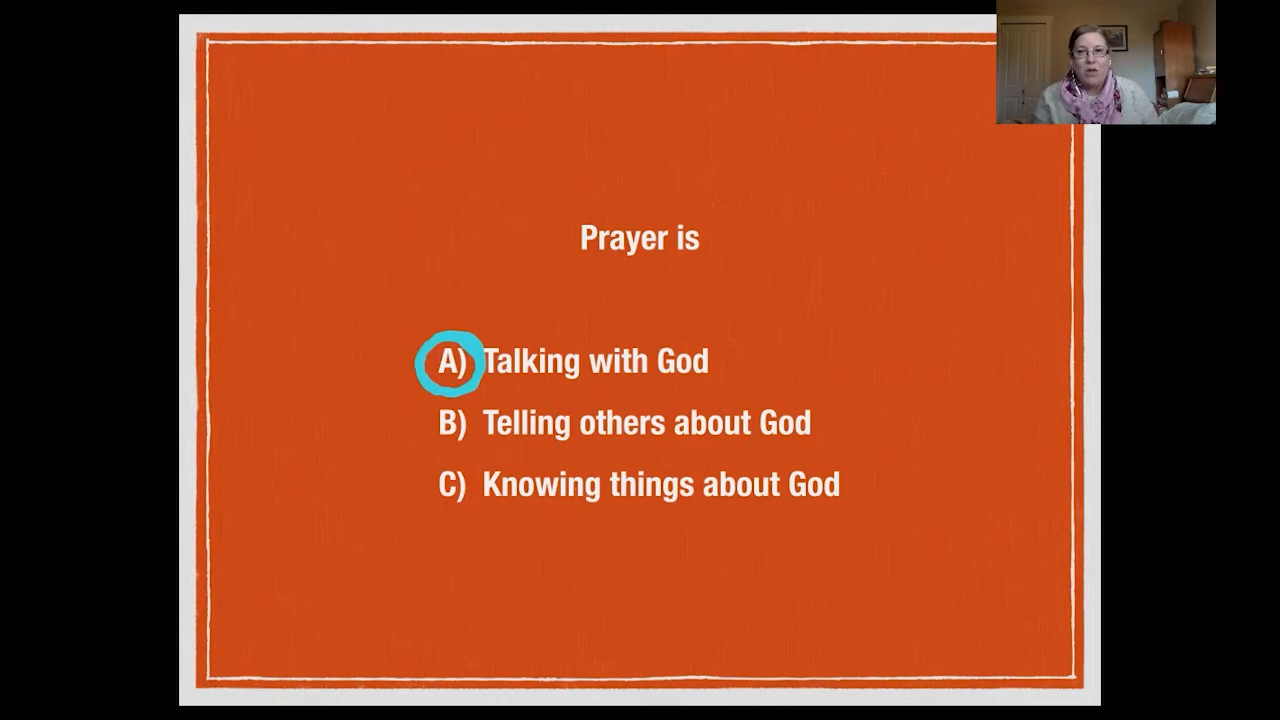 Prayer is
A) Talking with God
B) Telling others about God
C) Knowing things about God